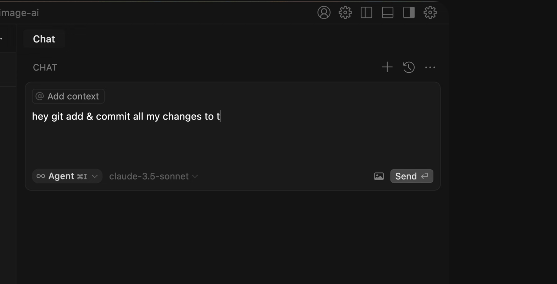 image-ai
Chat
CHAT
@ Add context
hey git add & commit all my changes to t
∞ Agent ⌘I
claude-3.5-sonnet
Send ⏎